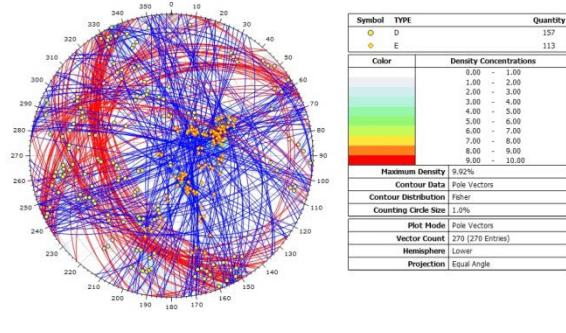 0
10
20
30
40
50
60
70
80
90
100
110
120
130
140
150
160
170
180
190
200
210
220
230
240
250
260
270
280
290
300
310
320
330
340
350
Symbol TYPE Quantity
D 157
E 113
Color Density Concentrations
0.00 - 1.00
1.00 - 2.00
2.00 - 3.00
3.00 - 4.00
4.00 - 5.00
5.00 - 6.00
6.00 - 7.00
7.00 - 8.00
8.00 - 9.00
9.00 - 10.00
Maximum Density 9.92%
Contour Data Pole Vectors
Contour Distribution Fisher
Counting Circle Size 1.0%
Plot Mode Pole Vectors
Vector Count 270 (270 Entries)
Hemisphere Lower
Projection Equal Angle